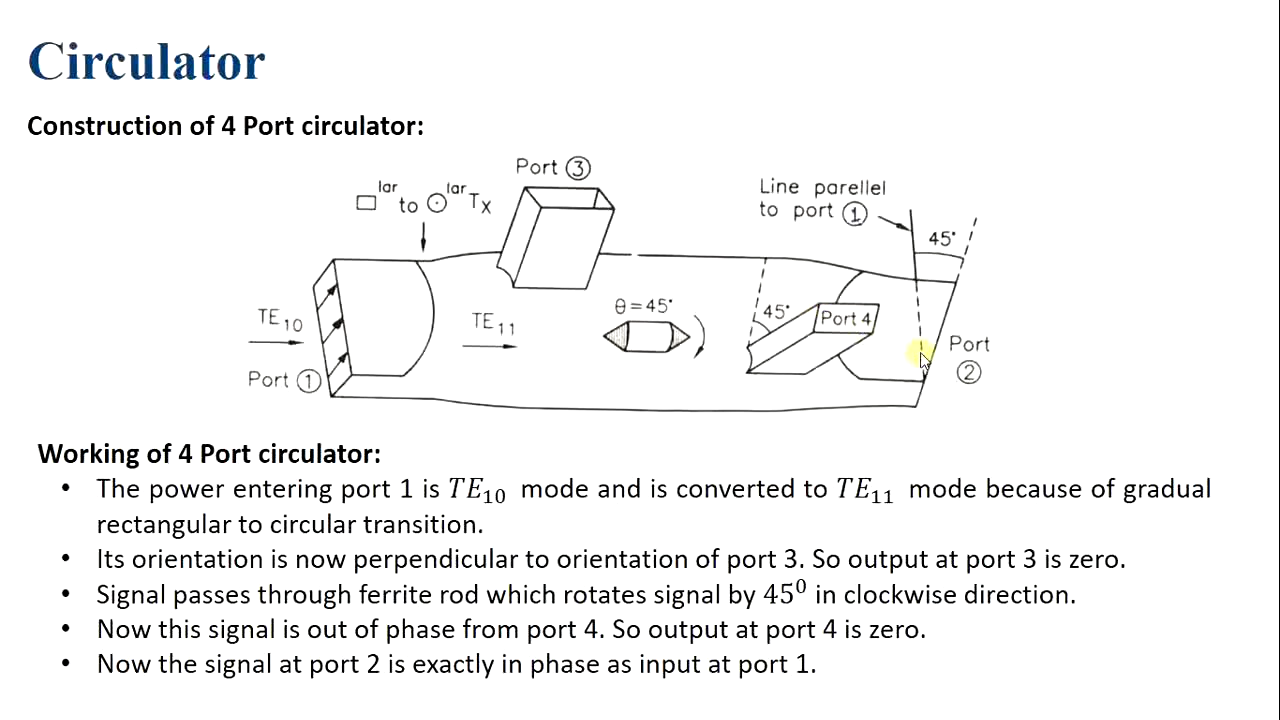 Circulator
Construction of 4 Port circulator:
Port ③
□lar to ⊙lar Tx
Line parellel
to port ①
45°
θ=45°
45°
Port 4
TE10
TE11
Port
②
Port ①
Working of 4 Port circulator:
• The power entering port 1 is TE10 mode and is converted to TE11 mode because of gradual
rectangular to circular transition.
• Its orientation is now perpendicular to orientation of port 3. So output at port 3 is zero.
• Signal passes through ferrite rod which rotates signal by 45⁰ in clockwise direction.
• Now this signal is out of phase from port 4. So output at port 4 is zero.
• Now the signal at port 2 is exactly in phase as input at port 1.